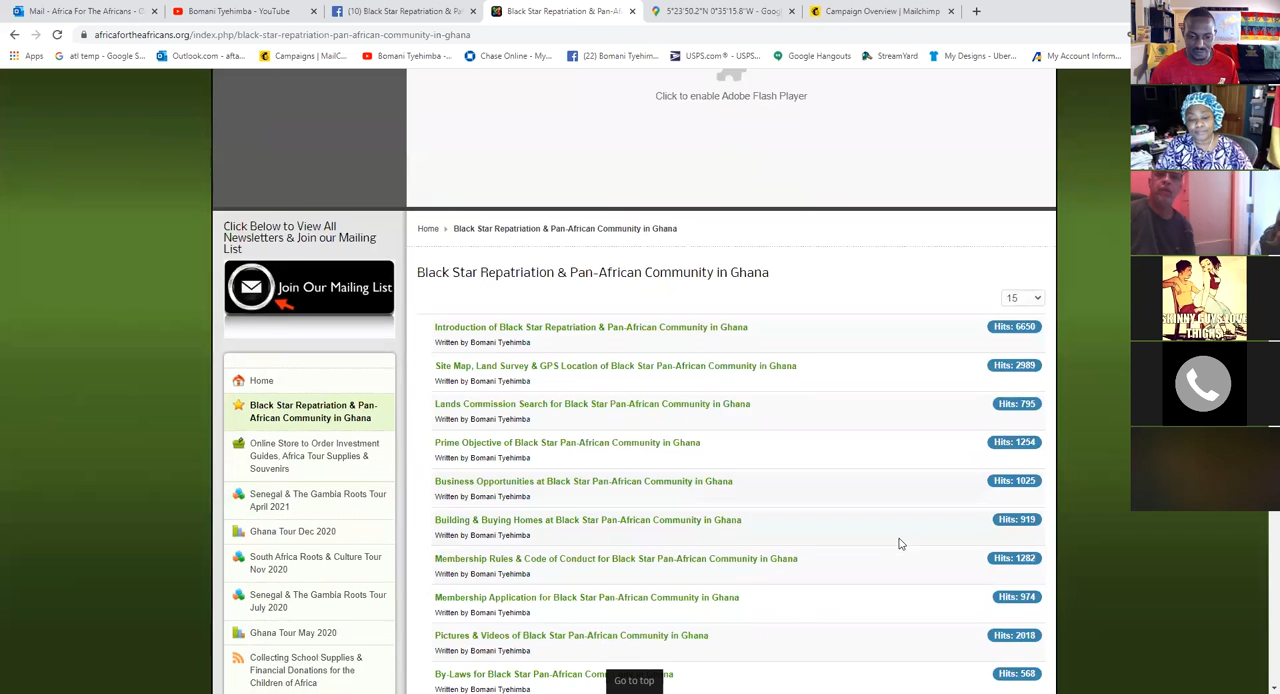 Mail - Africa For The Africans - O
Bomani Tyehimba - YouTube
(10) Black Star Repatriation & Pa
Black Star Repatriation & Pan-Af
5°23'50.2"N 0°35'15.8"W - Goog
Campaign Overview | Mailchimp
africafortheafricans.org/index.php/black-star-repatriation-pan-african-community-in-ghana
Apps
atl temp - Google S...
Outlook.com - afta...
Campaigns | MailC...
Bomani Tyehimba -...
Chase Online - My...
(22) Bomani Tyehi...
USPS.com® - USPS...
Google Hangouts
StreamYard
My Designs - Uber...
My Account Inform...
Click to enable Adobe Flash Player
Click Below to View All
Newsletters & Join our Mailing
List
Join Our Mailing List
Home
Black Star Repatriation & Pan-
African Community in Ghana
Online Store to Order Investment
Guides, Africa Tour Supplies &
Souvenirs
Senegal & The Gambia Roots Tour
April 2021
Ghana Tour Dec 2020
South Africa Roots & Culture Tour
Nov 2020
Senegal & The Gambia Roots Tour
July 2020
Ghana Tour May 2020
Collecting School Supplies &
Financial Donations for the
Children of Africa
Home Black Star Repatriation & Pan-African Community in Ghana
Black Star Repatriation & Pan-African Community in Ghana
15
Introduction of Black Star Repatriation & Pan-African Community in Ghana Hits: 6650
Written by Bomani Tyehimba
Site Map, Land Survey & GPS Location of Black Star Pan-African Community in Ghana Hits: 2989
Written by Bomani Tyehimba
Lands Commission Search for Black Star Pan-African Community in Ghana Hits: 795
Written by Bomani Tyehimba
Prime Objective of Black Star Pan-African Community in Ghana Hits: 1254
Written by Bomani Tyehimba
Business Opportunities at Black Star Pan-African Community in Ghana Hits: 1025
Written by Bomani Tyehimba
Building & Buying Homes at Black Star Pan-African Community in Ghana Hits: 919
Written by Bomani Tyehimba
Membership Rules & Code of Conduct for Black Star Pan-African Community in Ghana Hits: 1282
Written by Bomani Tyehimba
Membership Application for Black Star Pan-African Community in Ghana Hits: 974
Written by Bomani Tyehimba
Pictures & Videos of Black Star Pan-African Community in Ghana Hits: 2018
Written by Bomani Tyehimba
By-Laws for Black Star Pan-African Com Hits: 568
Written by Bomani Tyehimba
Go to top
SKINNY GUYS LOVE
THIGHS